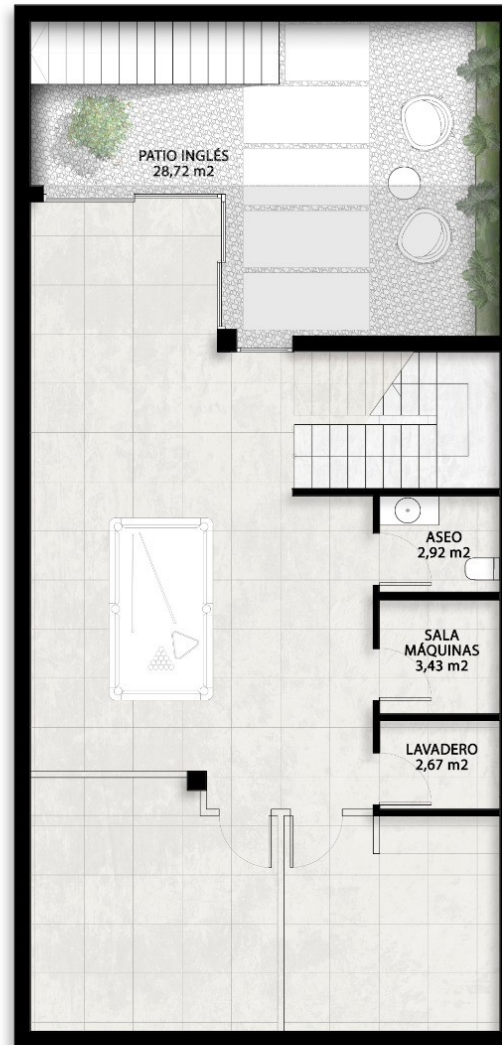 PATIO INGLÉS
28,72 m2
ASEO
2,92 m2
SALA
MÁQUINAS
3,43 m2
LAVADERO
2,67 m2